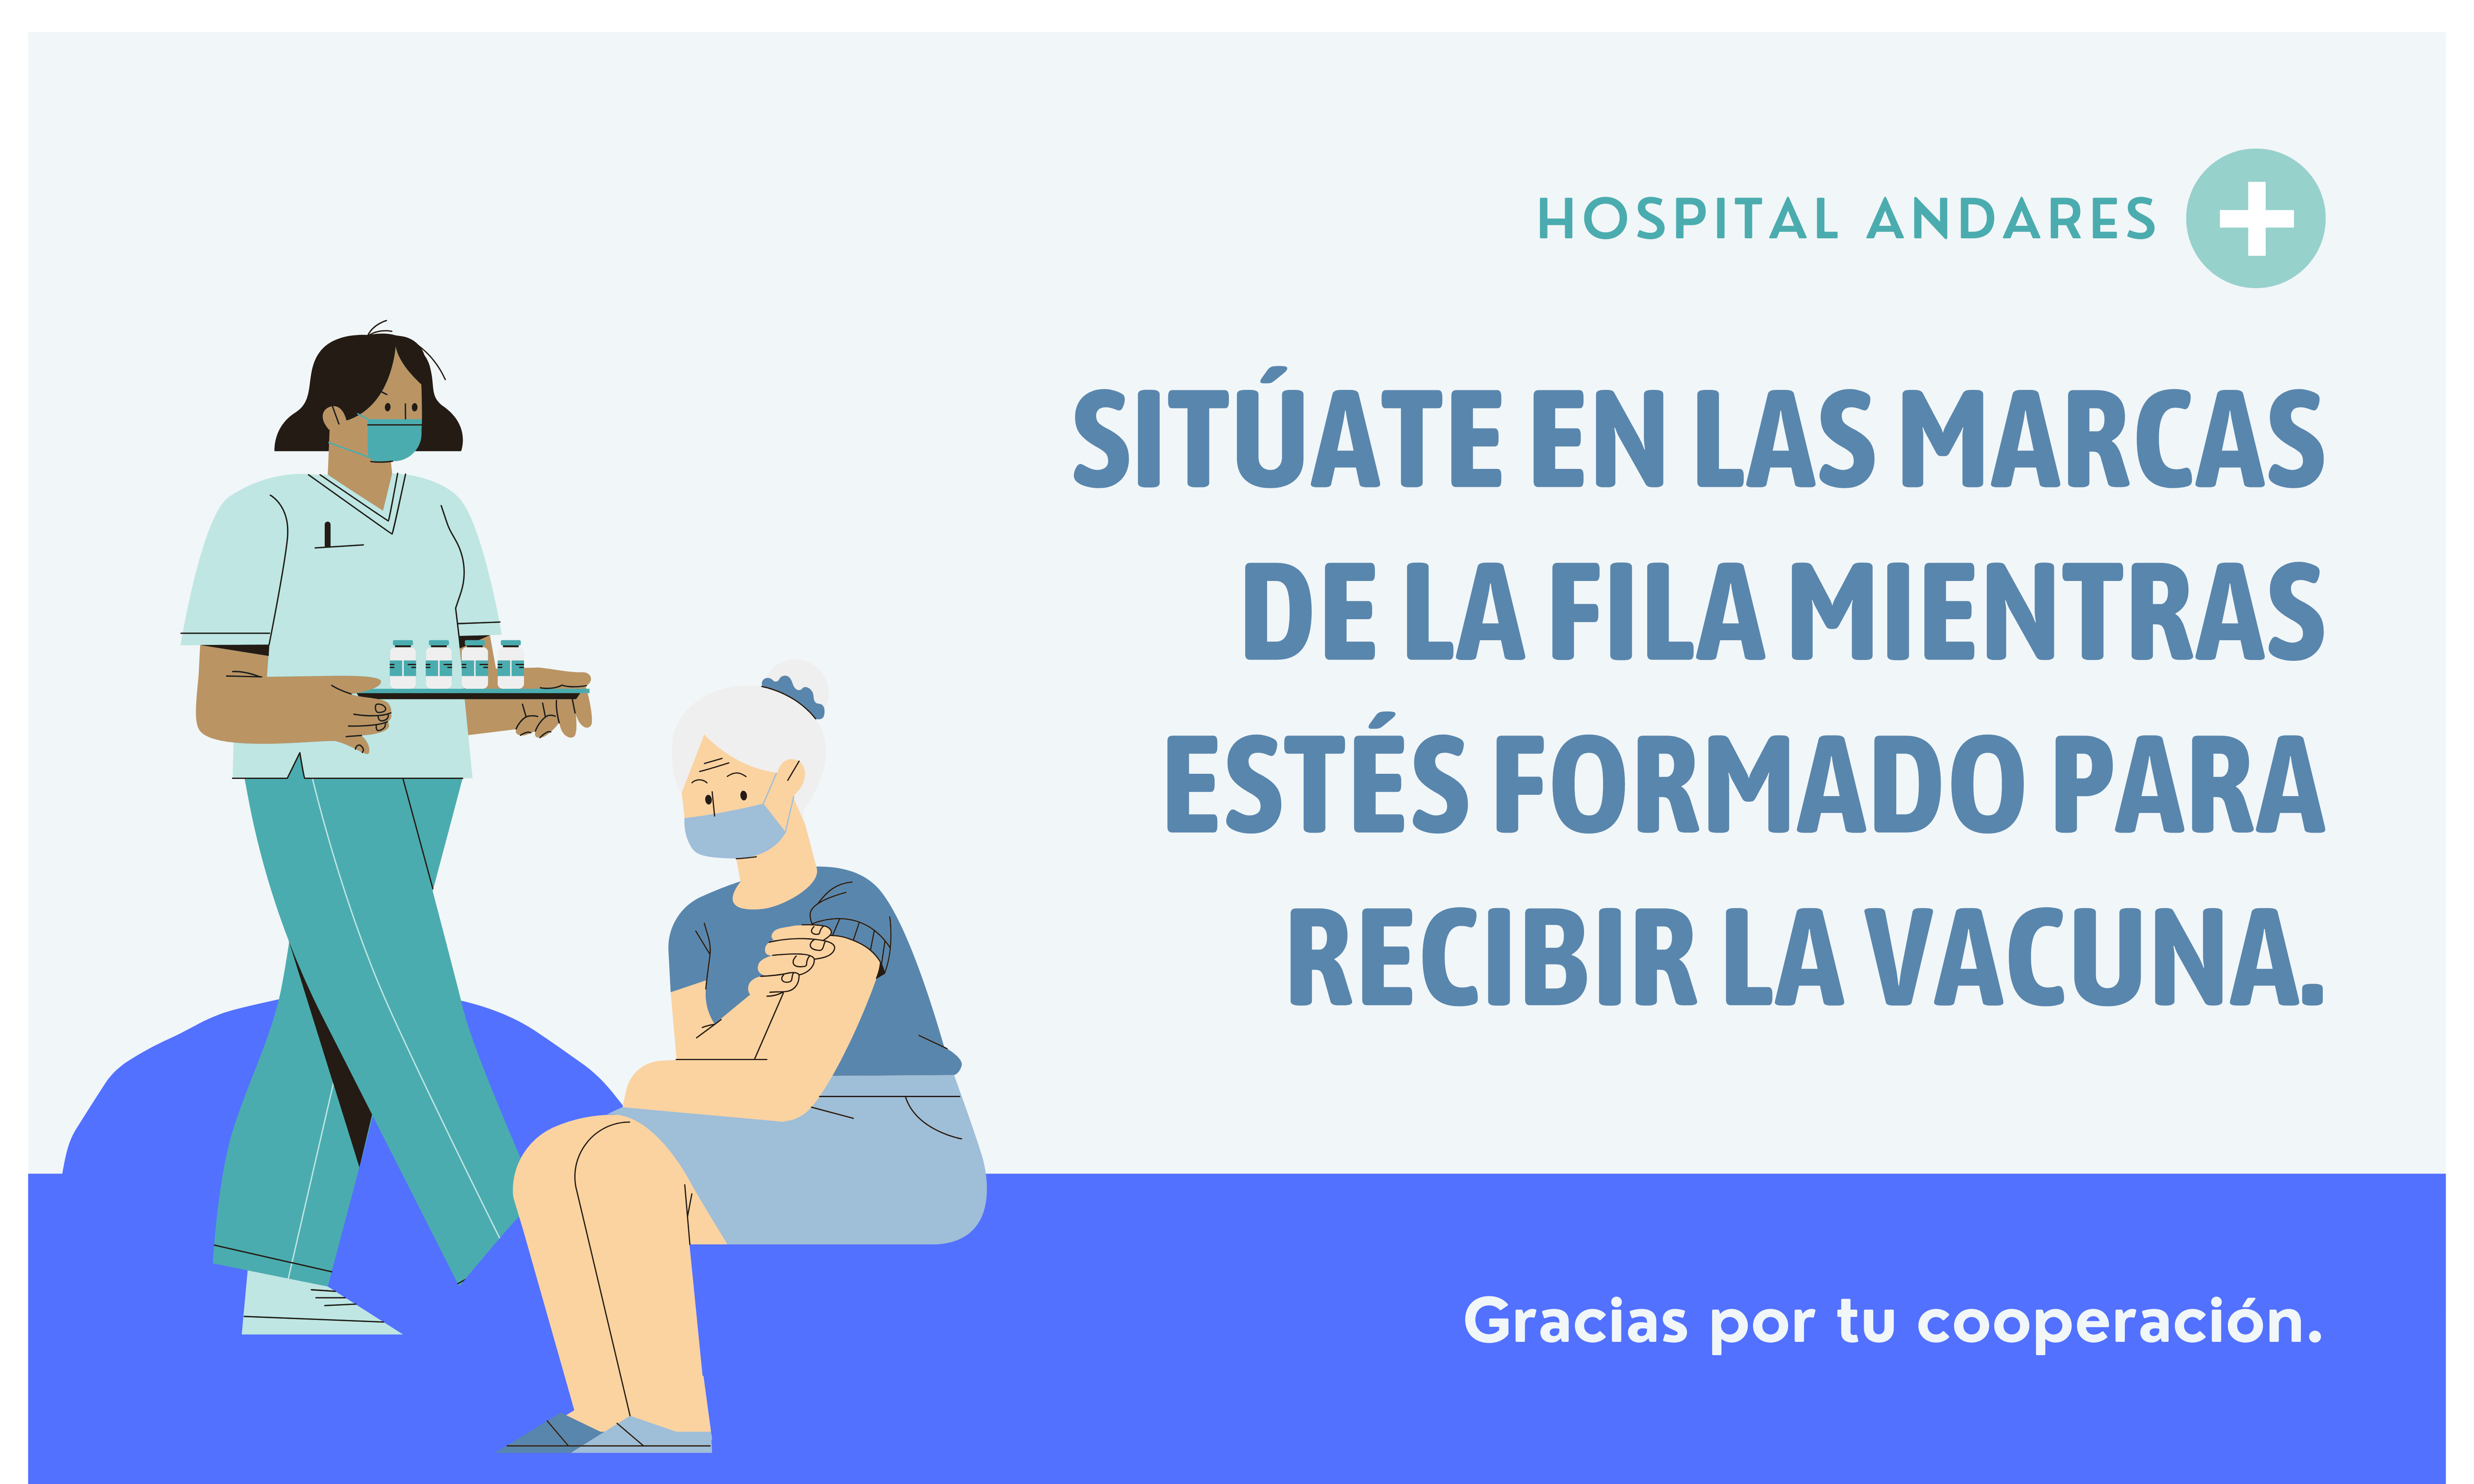 HOSPITAL ANDARES
SITÚATE EN LAS MARCAS
DE LA FILA MIENTRAS
ESTÉS FORMADO PARA
RECIBIR LA VACUNA.
Gracias por tu cooperación.